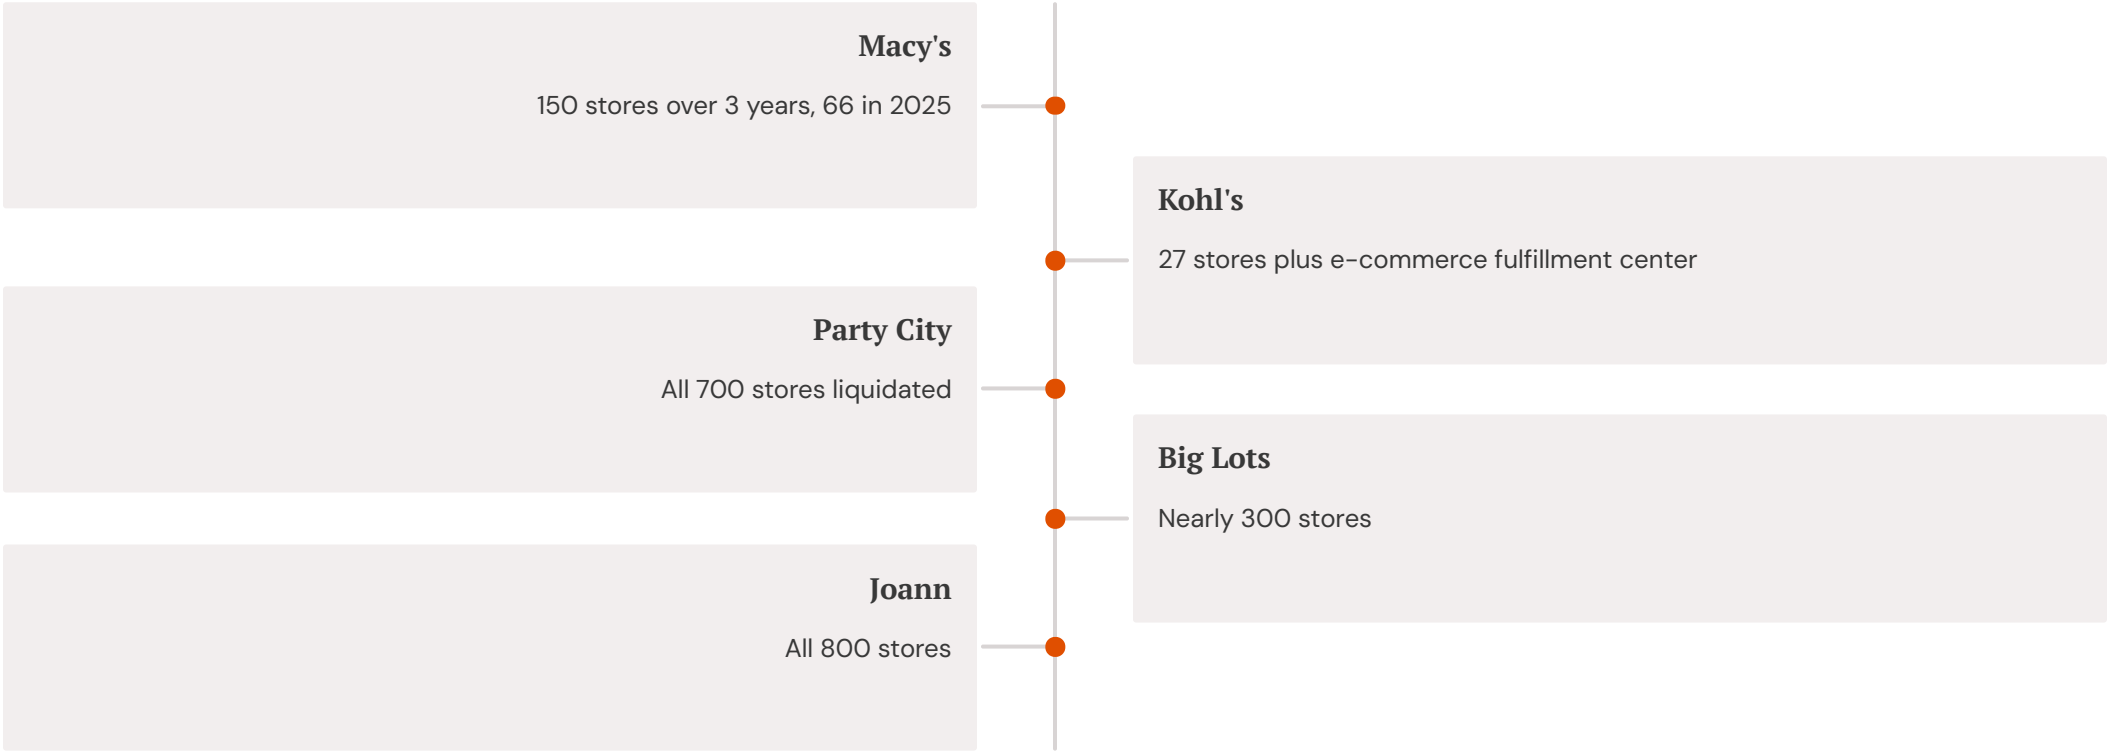 Macy's
150 stores over 3 years, 66 in 2025
Kohl's
27 stores plus e-commerce fulfillment center
Party City
All 700 stores liquidated
Big Lots
Nearly 300 stores
Joann
All 800 stores